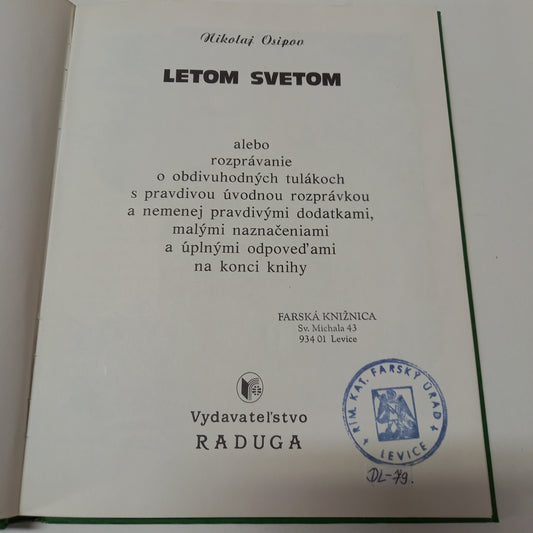 Nikolaj Osipov
LETOM SVETOM
alebo
rozprávanie
o obdivuhodných tulákoch
s pravdivou úvodnou rozprávkou
a nemenej pravdivými dodatkami,
malými naznačeniami
a úplnými odpoveďami
na konci knihy
FARSKÁ KNIŽNICA
Sv. Michala 43
934 01 Levice
Vydavateľstvo
RADUGA
RÍM. KAT. FARSKÝ ÚRAD
LEVICE
DL-79.